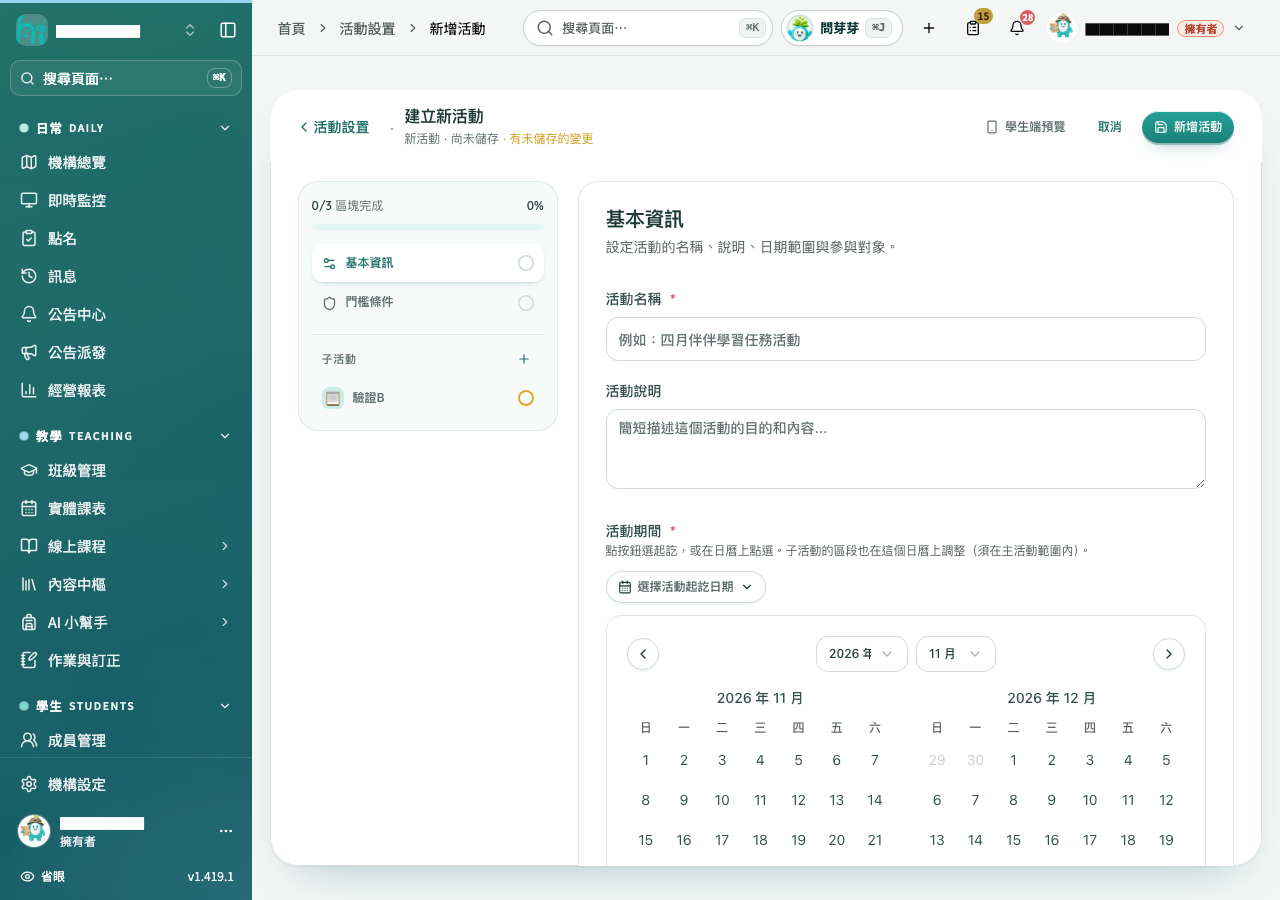 搜尋頁面… ⌘K
日常 DAILY
機構總覽
即時監控
點名
訊息
公告中心
公告派發
經營報表
教學 TEACHING
班級管理
實體課表
線上課程
內容中樞
AI 小幫手
作業與訂正
學生 STUDENTS
成員管理
機構設定
擁有者
省眼 v1.419.1
首頁 活動設置 新增活動
搜尋頁面… ⌘K
問芽芽 ⌘J
15
28
擁有者
活動設置 · 建立新活動
新活動 · 尚未儲存 · 有未儲存的變更
學生端預覽 取消 新增活動
0/3 區塊完成 0%
基本資訊
門檻條件
子活動
驗證B
基本資訊
設定活動的名稱、說明、日期範圍與參與對象。
活動名稱 *
例如：四月伴伴學習任務活動
活動說明
簡短描述這個活動的目的和內容...
活動期間 *
點按鈕選起訖，或在日曆上點選。子活動的區段也在這個日曆上調整（須在主活動範圍內）。
選擇活動起訖日期
2026 年 11 月
2026 年 11 月
日 一 二 三 四 五 六
1 2 3 4 5 6 7
8 9 10 11 12 13 14
15 16 17 18 19 20 21
2026 年 12 月
日 一 二 三 四 五 六
29 30 1 2 3 4 5
6 7 8 9 10 11 12
13 14 15 16 17 18 19